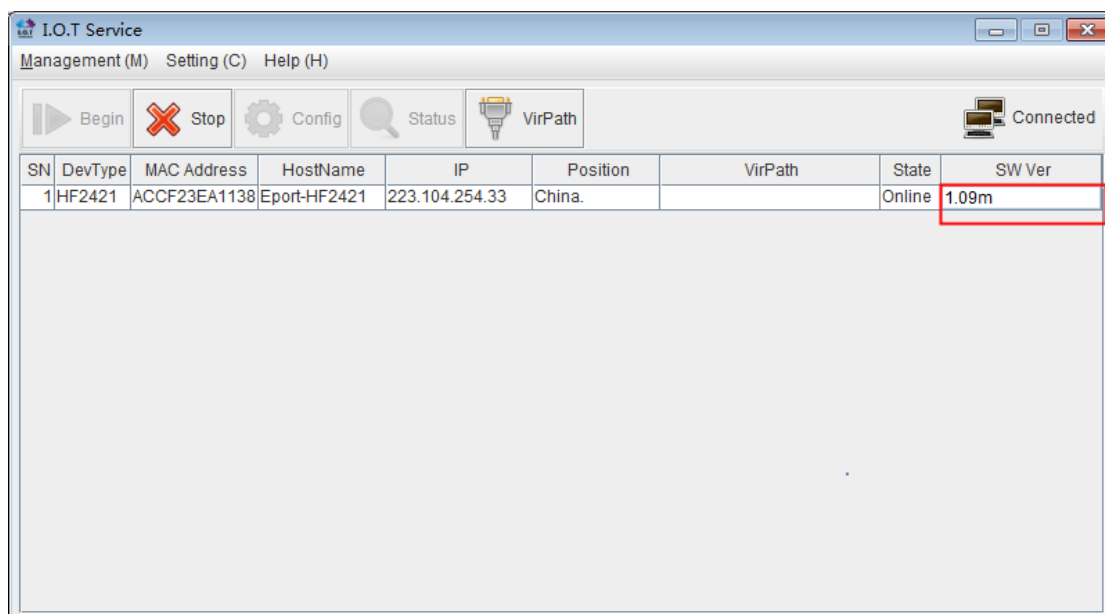 I.O.T Service
Management (M) Setting (C) Help (H)
Begin Stop Config Status VirPath Connected
SN DevType MAC Address HostName IP Position VirPath State SW Ver
1 HF2421 ACCF23EA1138 Eport-HF2421 223.104.254.33 China. Online 1.09m